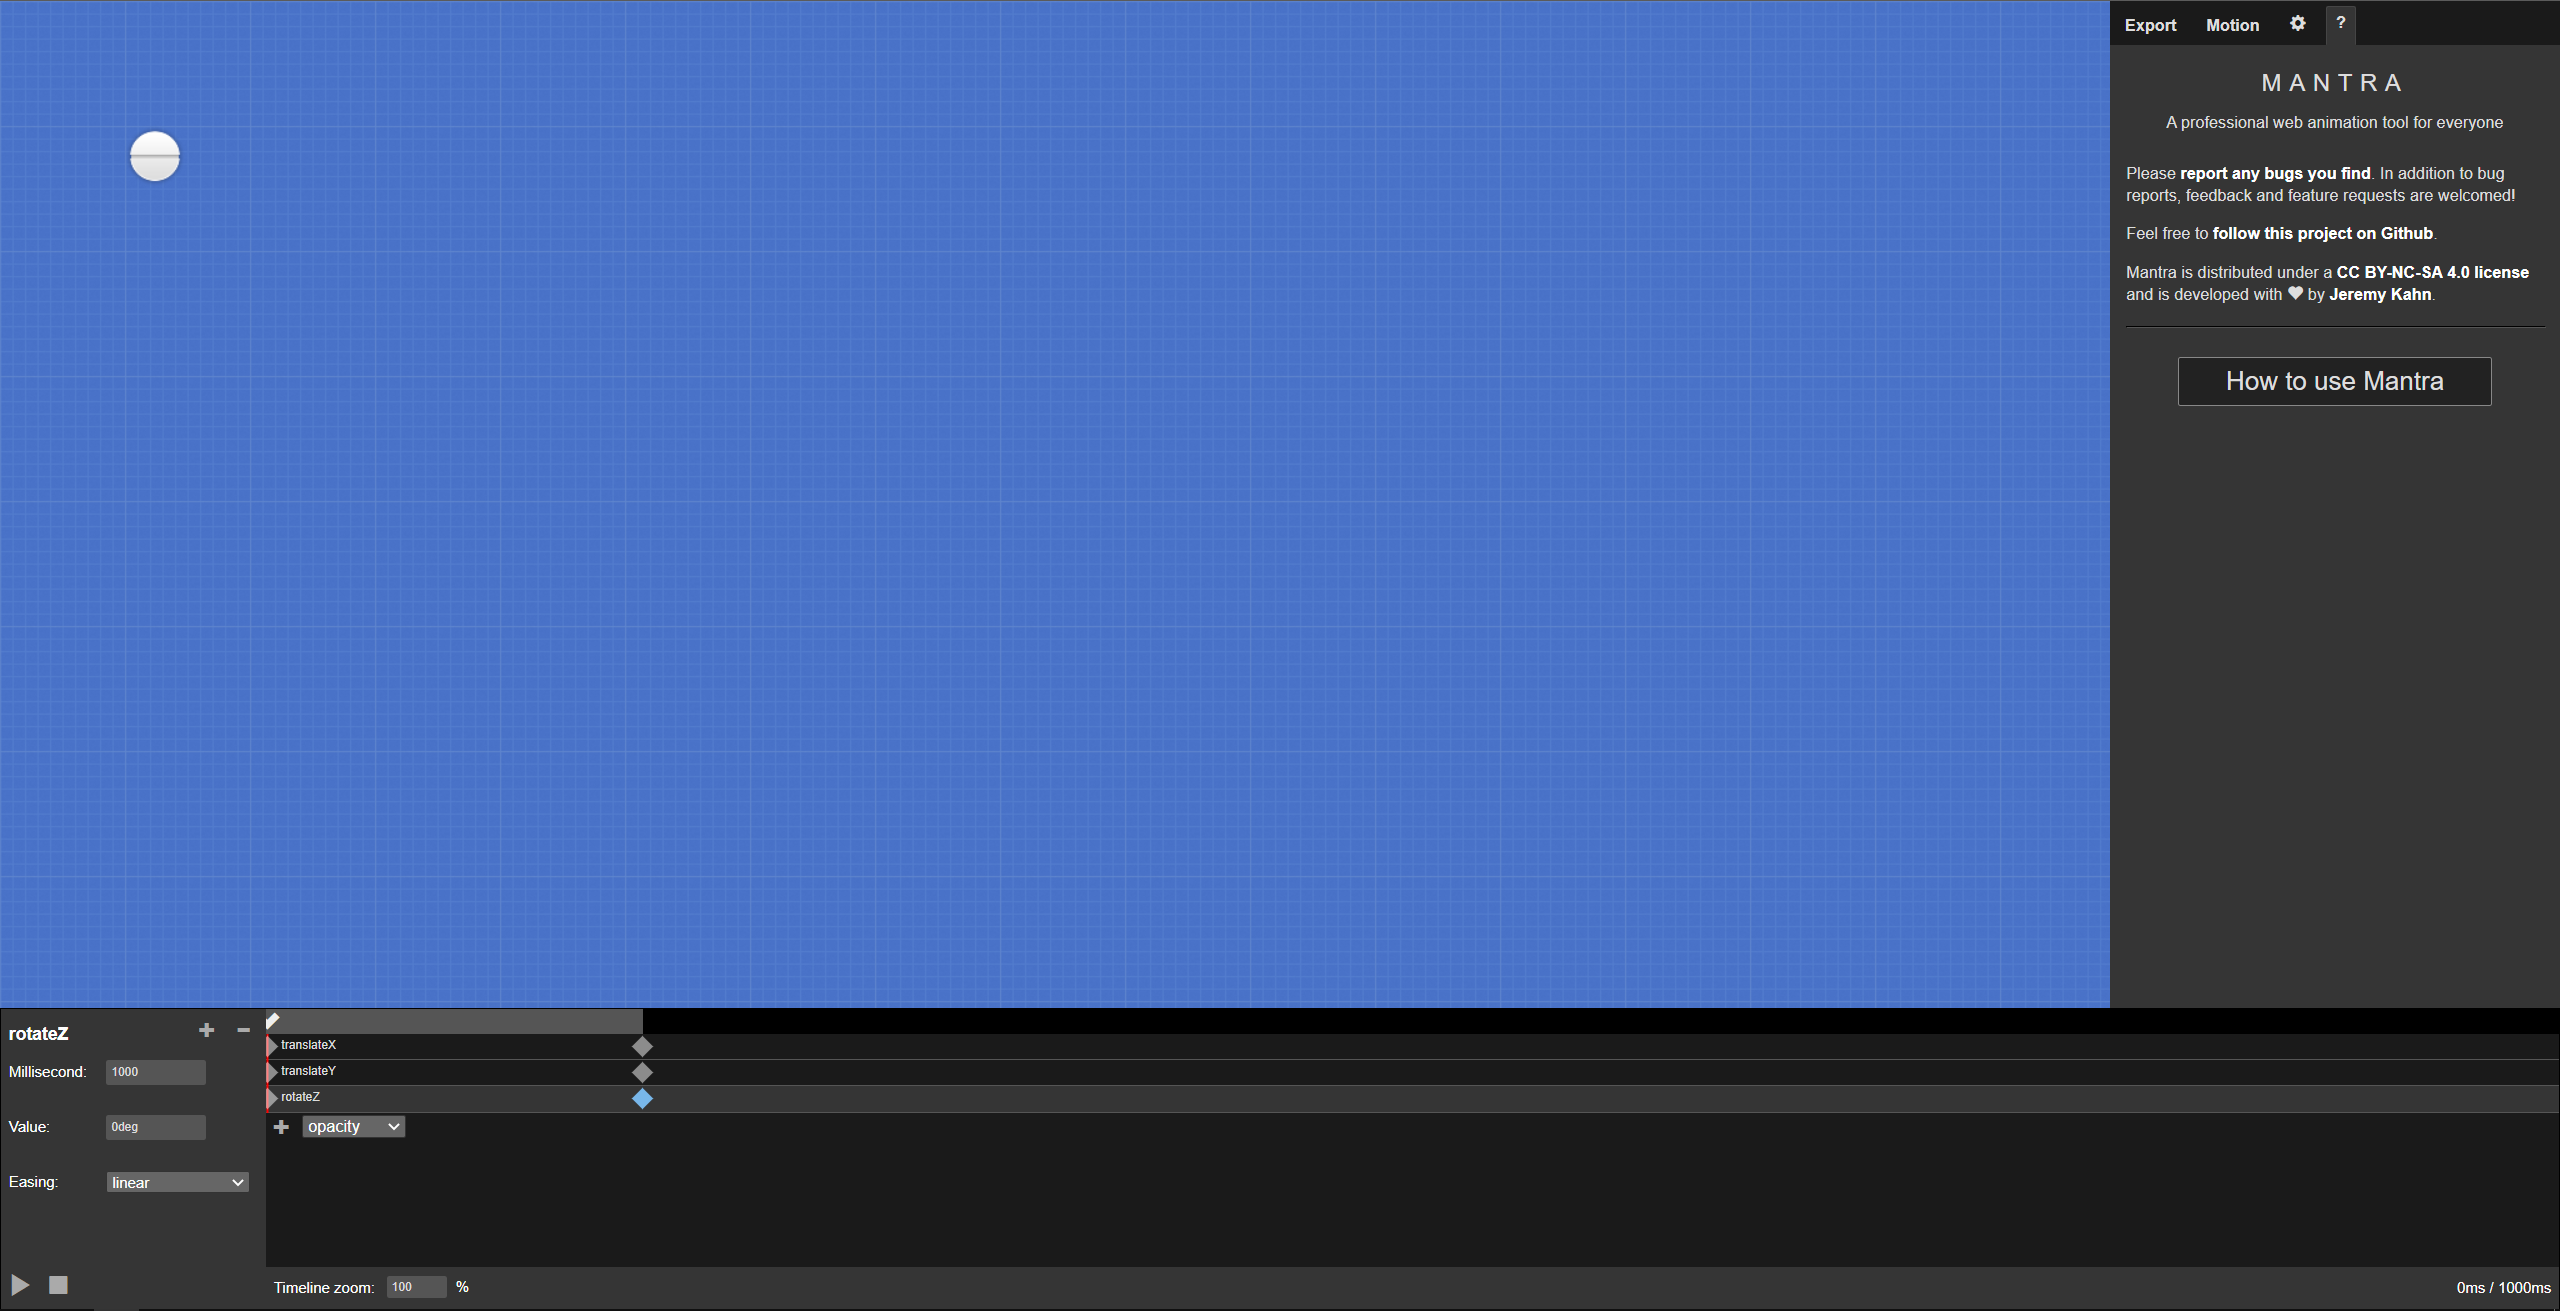 Export Motion ?
MANTRA
A professional web animation tool for everyone
Please report any bugs you find. In addition to bug
reports, feedback and feature requests are welcomed!
Feel free to follow this project on Github.
Mantra is distributed under a CC BY-NC-SA 4.0 license
and is developed with ♥ by Jeremy Kahn.
How to use Mantra
rotateZ
Millisecond: 1000
Value: 0deg
Easing: linear
translateX
translateY
rotateZ
opacity
Timeline zoom: 100 %
0ms / 1000ms